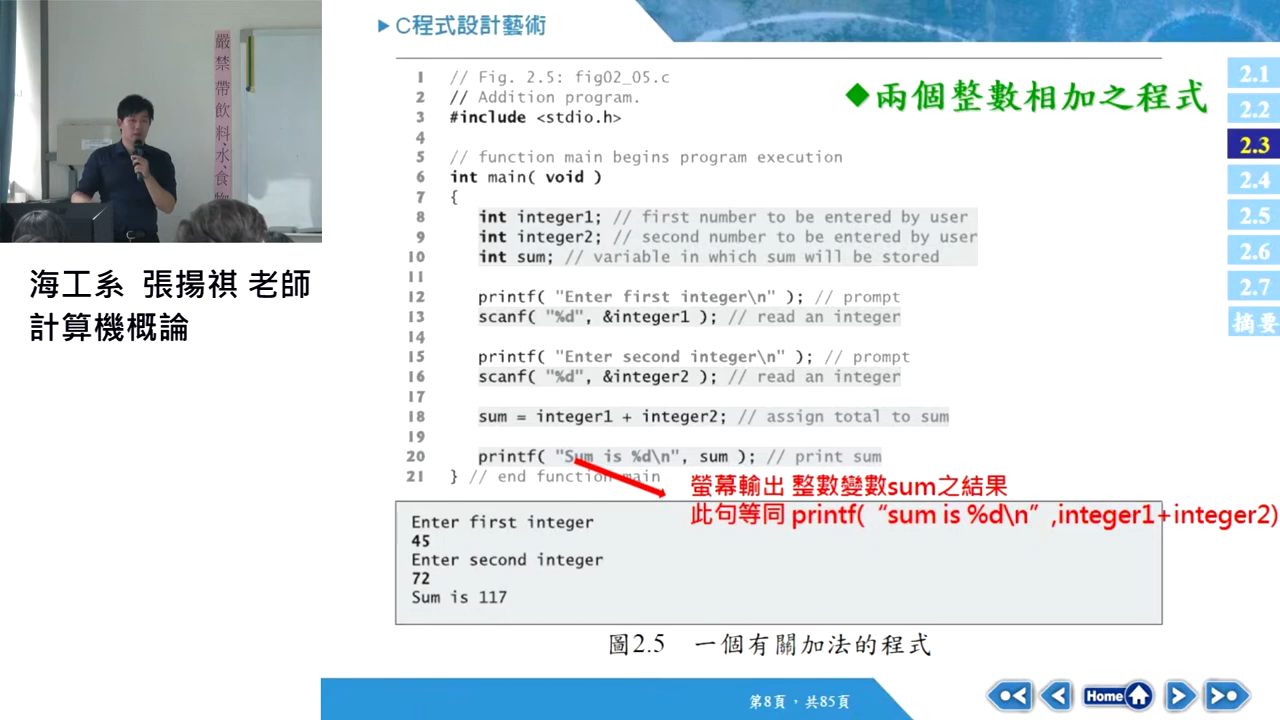 嚴禁帶飲料、水、食物
海工系 張揚祺 老師
計算機概論
C程式設計藝術
◆兩個整數相加之程式
1 // Fig. 2.5: fig02_05.c
2 // Addition program.
3 #include <stdio.h>
4
5 // function main begins program execution
6 int main( void )
7 {
8 int integer1; // first number to be entered by user
9 int integer2; // second number to be entered by user
10 int sum; // variable in which sum will be stored
11
12 printf( "Enter first integer\n" ); // prompt
13 scanf( "%d", &integer1 ); // read an integer
14
15 printf( "Enter second integer\n" ); // prompt
16 scanf( "%d", &integer2 ); // read an integer
17
18 sum = integer1 + integer2; // assign total to sum
19
20 printf( "Sum is %d\n", sum ); // print sum
21 } // end function main
螢幕輸出 整數變數sum之結果
此句等同 printf(“sum is %d\n” ,integer1+integer2)
Enter first integer
45
Enter second integer
72
Sum is 117
圖2.5 一個有關加法的程式
2.1
2.2
2.3
2.4
2.5
2.6
2.7
摘要
第8頁，共85頁
Home